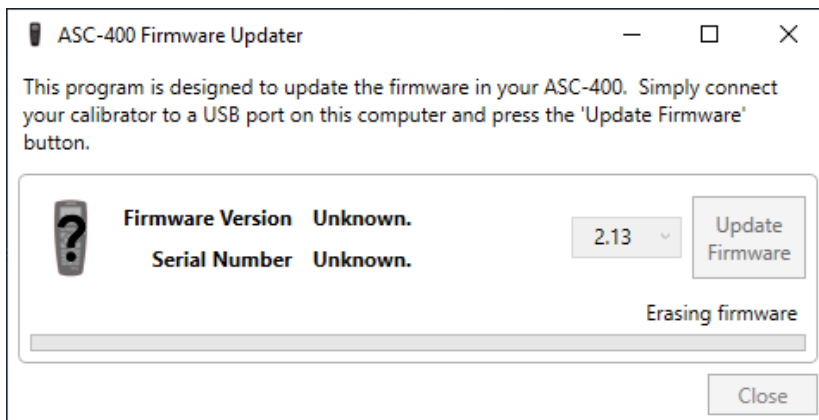 ASC-400 Firmware Updater
This program is designed to update the firmware in your ASC-400.  Simply connect
your calibrator to a USB port on this computer and press the 'Update Firmware'
button.
Firmware Version Unknown.
Serial Number Unknown.
2.13
Update
Firmware
Erasing firmware
Close